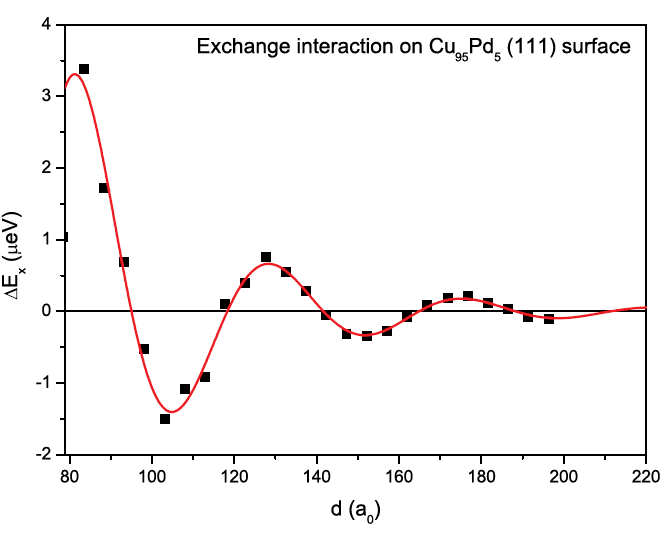 Exchange interaction on Cu₉₅Pd₅ (111) surface
4
3
2
1
0
-1
-2
ΔEₓ (μeV)
80 100 120 140 160 180 200 220
d (a₀)